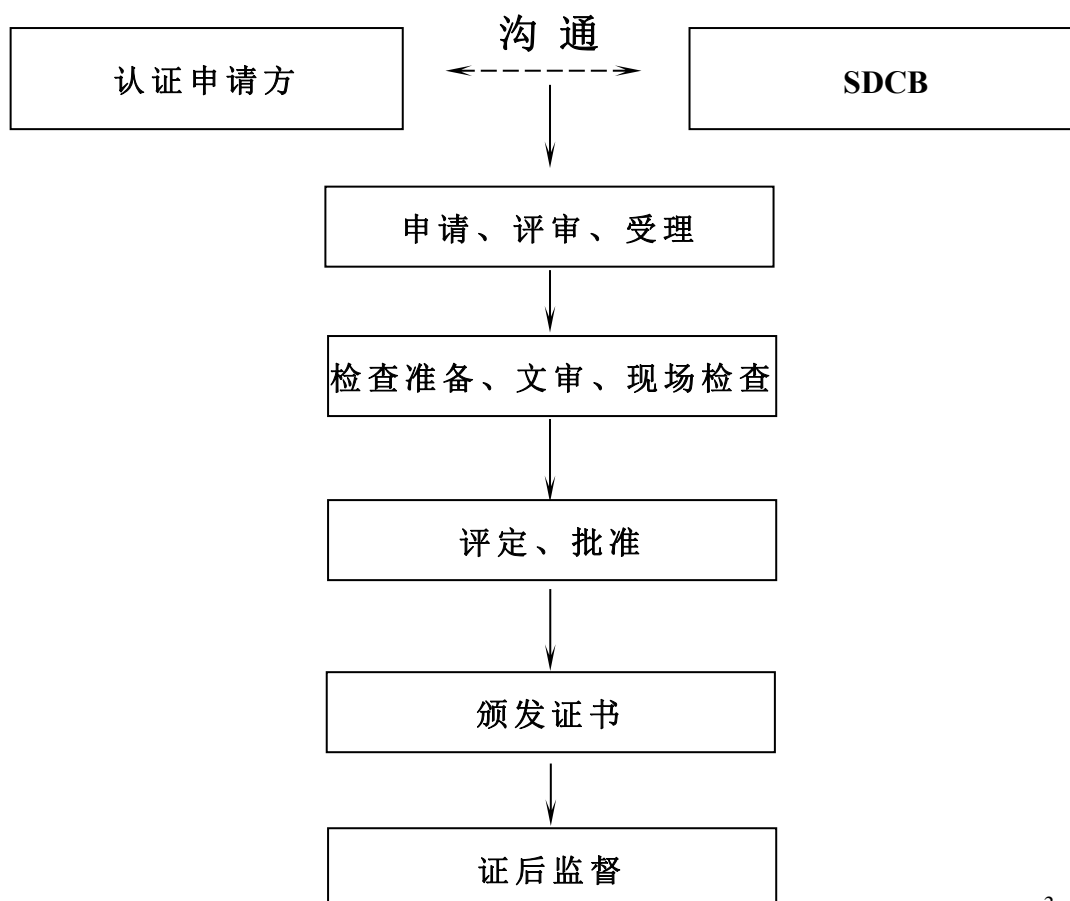 沟 通
认证申请方
SDCB
申请、评审、受理
检查准备、文审、现场检查
评定、批准
颁发证书
证后监督